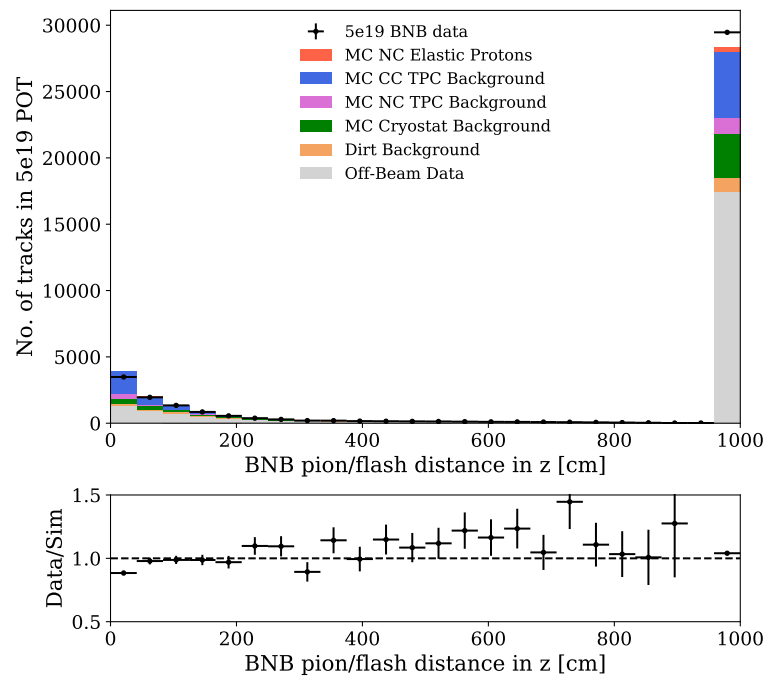 No. of tracks in 5e19 POT
30000
25000
20000
15000
10000
5000
0
5e19 BNB data
MC NC Elastic Protons
MC CC TPC Background
MC NC TPC Background
MC Cryostat Background
Dirt Background
Off-Beam Data
0 200 400 600 800 1000
BNB pion/flash distance in z [cm]
Data/Sim
1.5
1.0
0.5
0 200 400 600 800 1000
BNB pion/flash distance in z [cm]